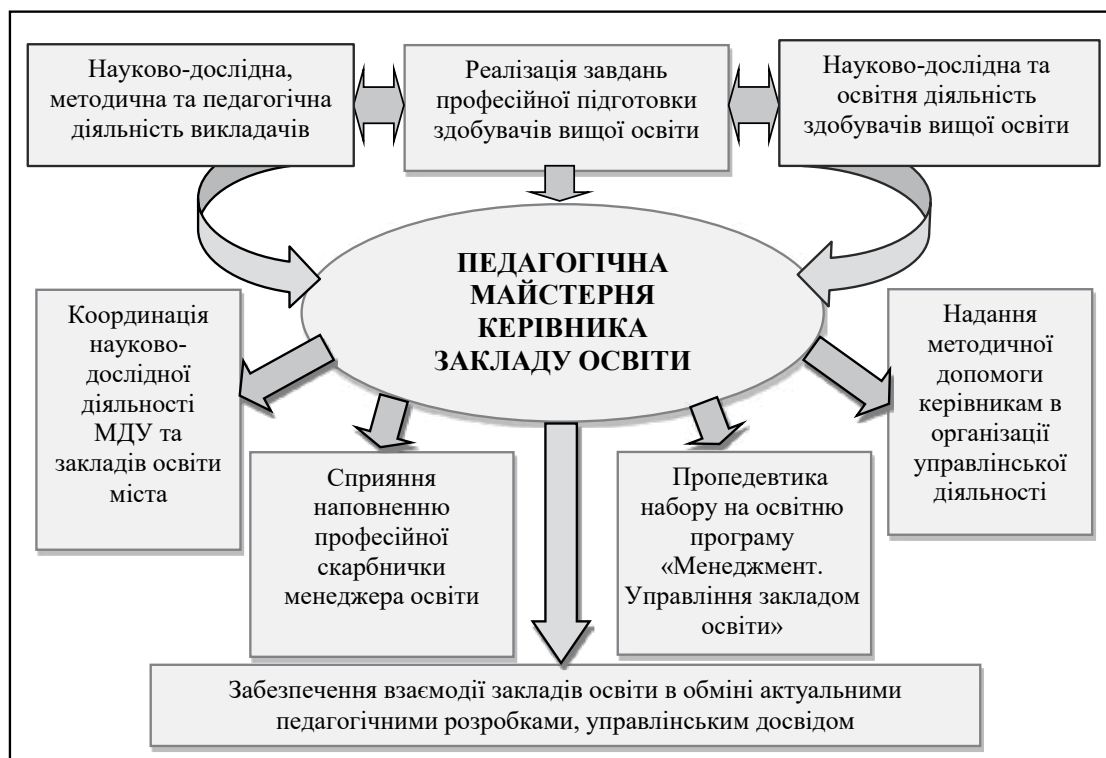 Науково-дослідна,
методична та педагогічна
діяльність викладачів
Реалізація завдань
професійної підготовки
здобувачів вищої освіти
Науково-дослідна та
освітня діяльність
здобувачів вищої освіти
ПЕДАГОГІЧНА
МАЙСТЕРНЯ
КЕРІВНИКА
ЗАКЛАДУ ОСВІТИ
Координація
науково-
дослідної
діяльності
МДУ та
закладів освіти
міста
Сприяння
наповненню
професійної
скарбнички
менеджера освіти
Пропедевтика
набору на освітню
програму
«Менеджмент.
Управління закладом
освіти»
Надання
методичної
допомоги
керівникам в
організації
управлінської
діяльності
Забезпечення взаємодії закладів освіти в обміні актуальними
педагогічними розробками, управлінським досвідом